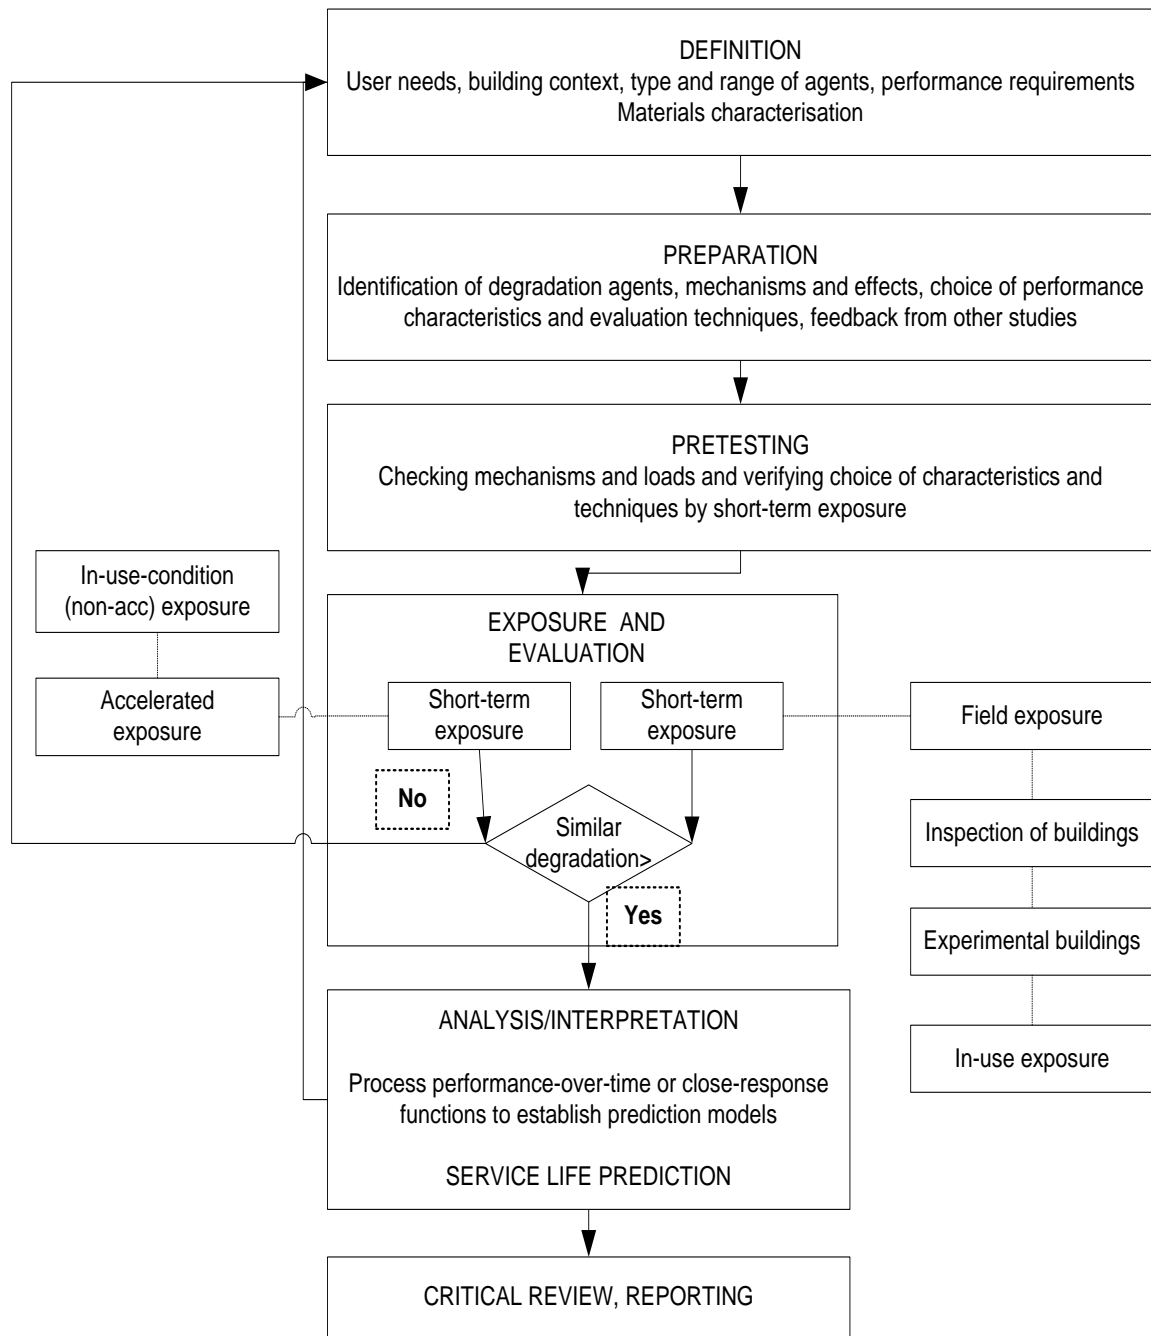 DEFINITION
User needs, building context, type and range of agents, performance requirements
Materials characterisation
PREPARATION
Identification of degradation agents, mechanisms and effects, choice of performance
characteristics and evaluation techniques, feedback from other studies
PRETESTING
Checking mechanisms and loads and verifying choice of characteristics and
techniques by short-term exposure
In-use-condition
(non-acc) exposure
Accelerated
exposure
EXPOSURE AND
EVALUATION
Short-term
exposure
Short-term
exposure
Field exposure
No
Similar
degradation>
Yes
Inspection of buildings
Experimental buildings
In-use exposure
ANALYSIS/INTERPRETATION
Process performance-over-time or close-response
functions to establish prediction models
SERVICE LIFE PREDICTION
CRITICAL REVIEW, REPORTING